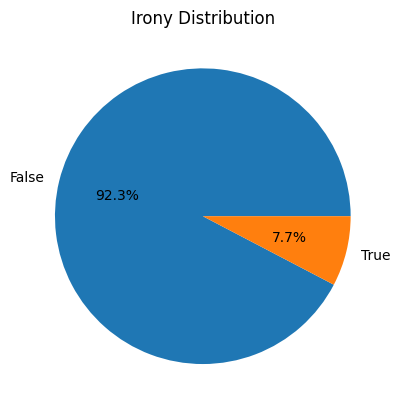 Irony Distribution
False
92.3%
7.7%
True